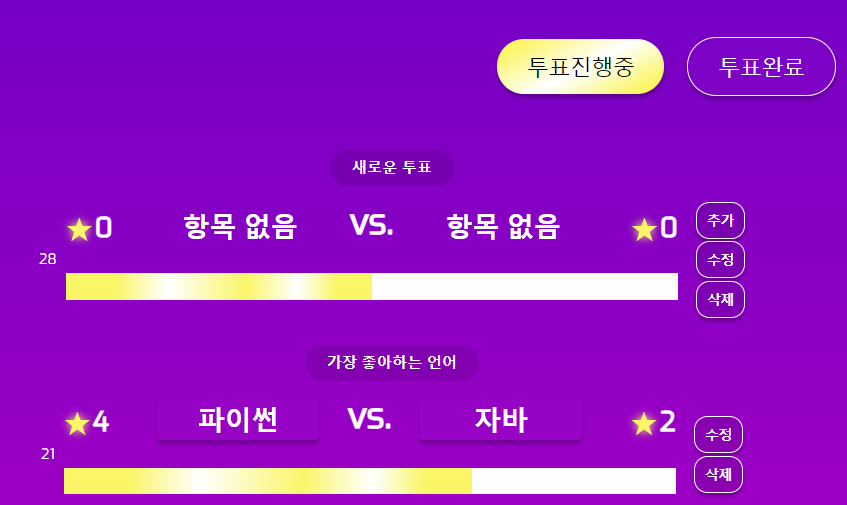 투표진행중 투표완료
새로운 투표
0 항목 없음 VS. 항목 없음 0
추가
28
수정
삭제
가장 좋아하는 언어
4 파이썬 VS. 자바 2
수정
21
삭제